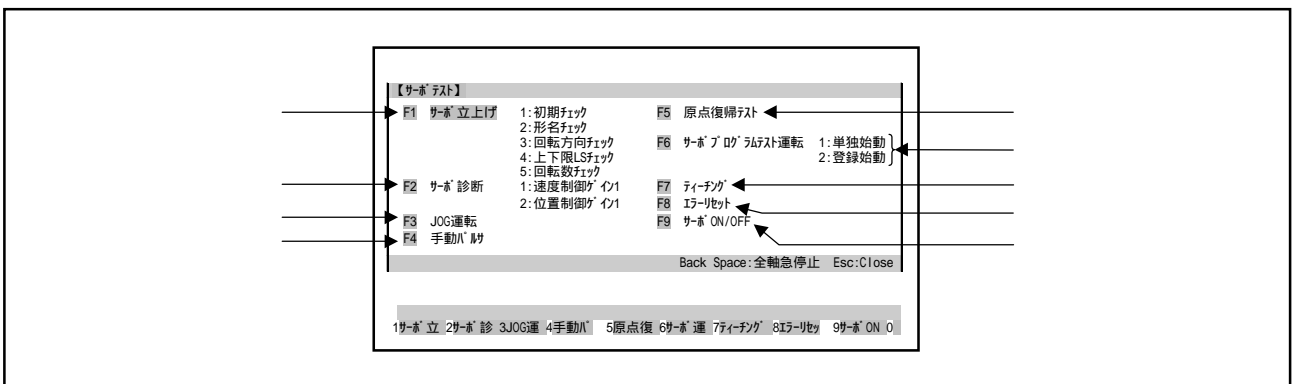 【ｻｰﾎﾞﾃｽﾄ】
F1 ｻｰﾎﾞ立上げ 1:初期ﾁｪｯｸ F5 原点復帰ﾃｽﾄ
2:形名ﾁｪｯｸ
3:回転方向ﾁｪｯｸ F6 ｻｰﾎﾞﾌﾟﾛｸﾞﾗﾑﾃｽﾄ運転 1:単独始動
4:上下限LSﾁｪｯｸ 2:登録始動
5:回転数ﾁｪｯｸ
F2 ｻｰﾎﾞ診断 1:速度制御ｹﾞｲﾝ1 F7 ﾃｨｰﾁﾝｸﾞ
2:位置制御ｹﾞｲﾝ1 F8 ｴﾗｰﾘｾｯﾄ
F3 JOG運転 F9 ｻｰﾎﾞON/OFF
F4 手動ﾊﾟﾙｻ
Back Space:全軸急停止 Esc:Close
1ｻｰﾎﾞ立 2ｻｰﾎﾞ診 3JOG運 4手動ﾊﾟ 5原点復 6ｻｰﾎﾞ運 7ﾃｨｰﾁﾝｸﾞ 8ｴﾗｰﾘｾｯ 9ｻｰﾎﾞON 0